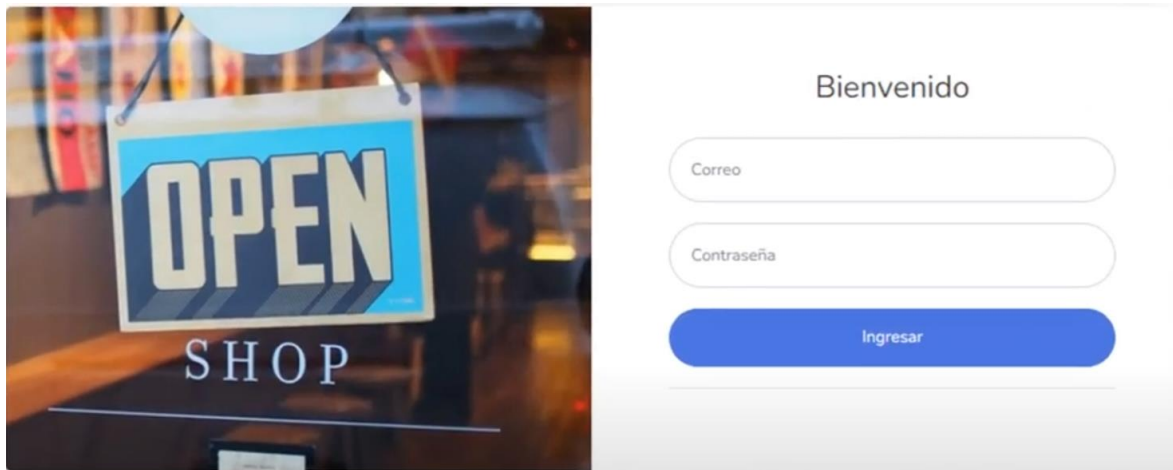 OPEN
SHOP
Bienvenido
Correo
Contraseña
Ingresar